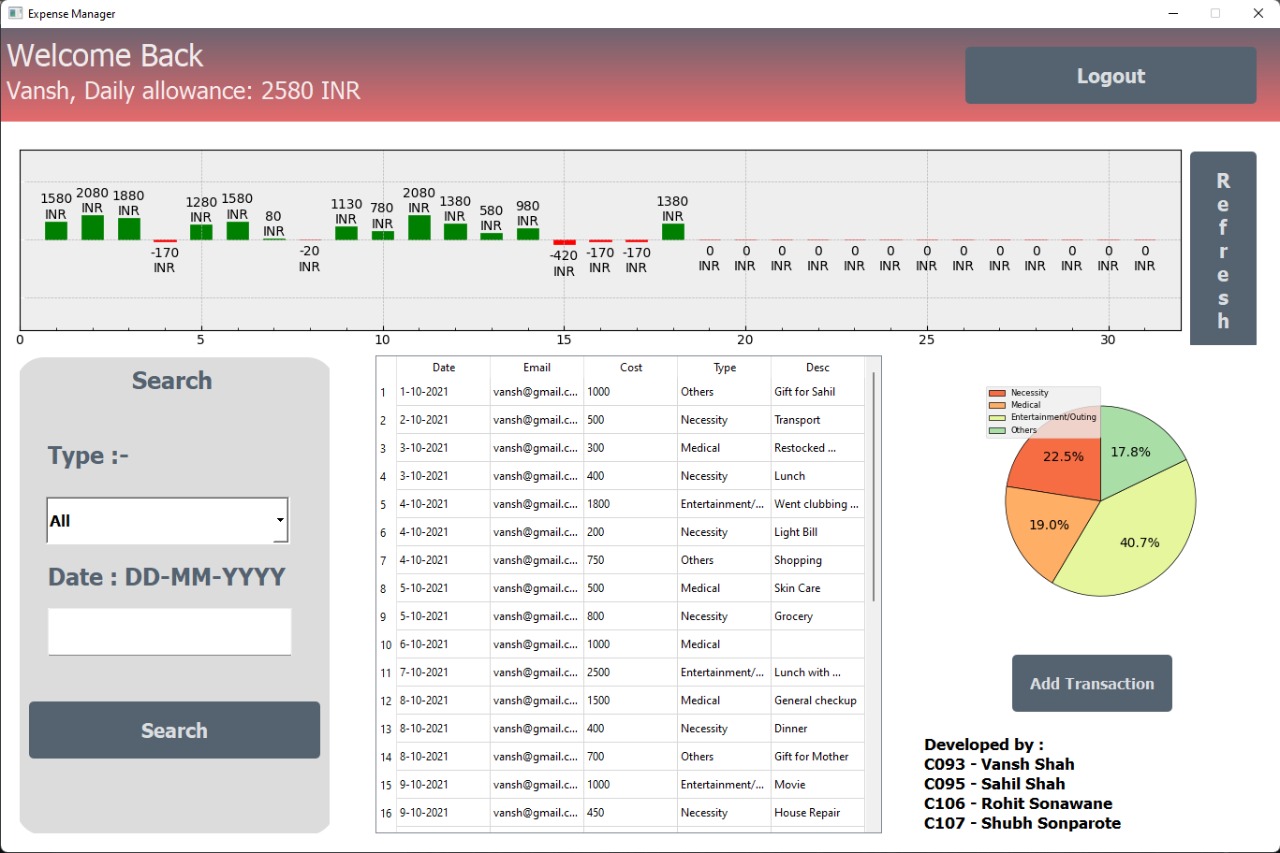 Expense Manager
Welcome Back
Vansh, Daily allowance: 2580 INR
Logout
1580 INR
2080 INR
1880 INR
-170 INR
1280 INR
1580 INR
80 INR
-20 INR
1130 INR
780 INR
2080 INR
1380 INR
580 INR
980 INR
-420 INR
-170 INR
-170 INR
1380 INR
0 INR
0 INR
0 INR
0 INR
0 INR
0 INR
0 INR
0 INR
0 INR
0 INR
0 INR
0 INR
0 INR
0 5 10 15 20 25 30
Refresh
Search
Type :-
All
Date : DD-MM-YYYY
Search
Date Email Cost Type Desc
1 1-10-2021 vansh@gmail.c... 1000 Others Gift for Sahil
2 2-10-2021 vansh@gmail.c... 500 Necessity Transport
3 3-10-2021 vansh@gmail.c... 300 Medical Restocked ...
4 3-10-2021 vansh@gmail.c... 400 Necessity Lunch
5 4-10-2021 vansh@gmail.c... 1800 Entertainment/... Went clubbing ...
6 4-10-2021 vansh@gmail.c... 200 Necessity Light Bill
7 4-10-2021 vansh@gmail.c... 750 Others Shopping
8 5-10-2021 vansh@gmail.c... 500 Medical Skin Care
9 5-10-2021 vansh@gmail.c... 800 Necessity Grocery
10 6-10-2021 vansh@gmail.c... 1000 Medical
11 7-10-2021 vansh@gmail.c... 2500 Entertainment/... Lunch with ...
12 8-10-2021 vansh@gmail.c... 1500 Medical General checkup
13 8-10-2021 vansh@gmail.c... 400 Necessity Dinner
14 8-10-2021 vansh@gmail.c... 700 Others Gift for Mother
15 9-10-2021 vansh@gmail.c... 1000 Entertainment/... Movie
16 9-10-2021 vansh@gmail.c... 450 Necessity House Repair
Necessity
Medical
Entertainment/Outing
Others
22.5%
17.8%
19.0%
40.7%
Add Transaction
Developed by :
C093 - Vansh Shah
C095 - Sahil Shah
C106 - Rohit Sonawane
C107 - Shubh Sonparote